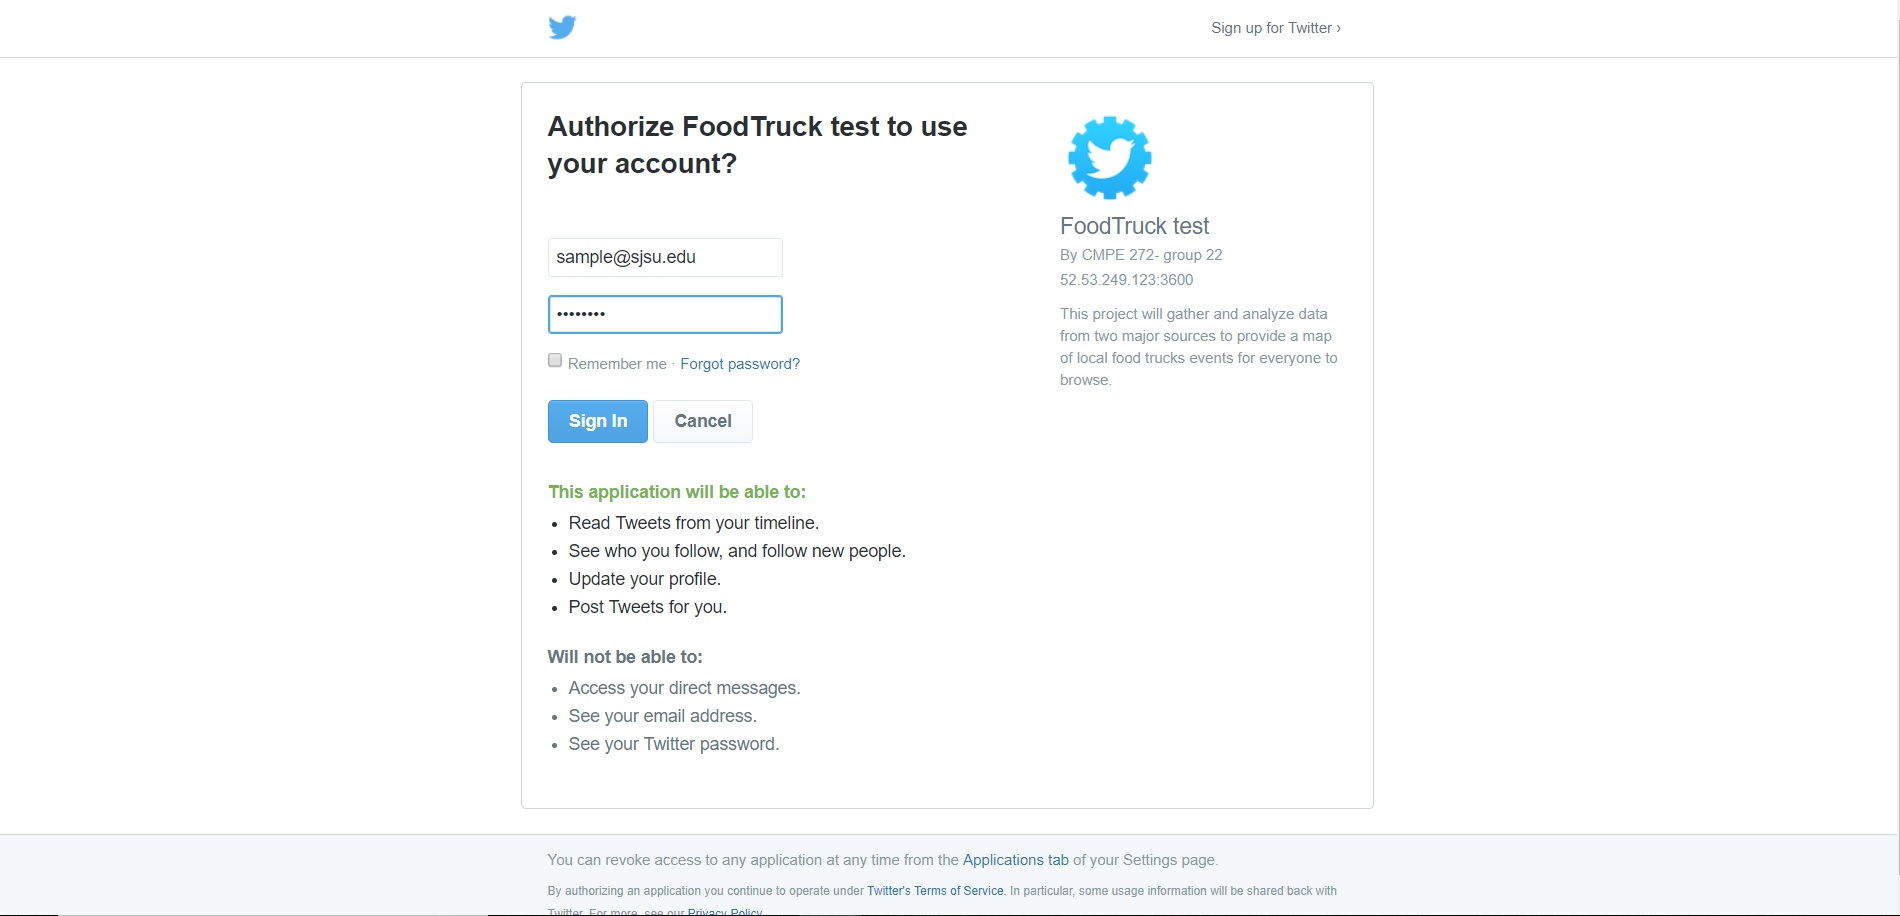 Sign up for Twitter ›
Authorize FoodTruck test to use
your account?
sample@sjsu.edu
••••••••
Remember me · Forgot password?
Sign In Cancel
This application will be able to:
• Read Tweets from your timeline.
• See who you follow, and follow new people.
• Update your profile.
• Post Tweets for you.
Will not be able to:
• Access your direct messages.
• See your email address.
• See your Twitter password.
FoodTruck test
By CMPE 272- group 22
52.53.249.123:3600
This project will gather and analyze data
from two major sources to provide a map
of local food trucks events for everyone to
browse.
You can revoke access to any application at any time from the Applications tab of your Settings page.
By authorizing an application you continue to operate under Twitter's Terms of Service. In particular, some usage information will be shared back with
Twitter. For more, see our Privacy Policy.